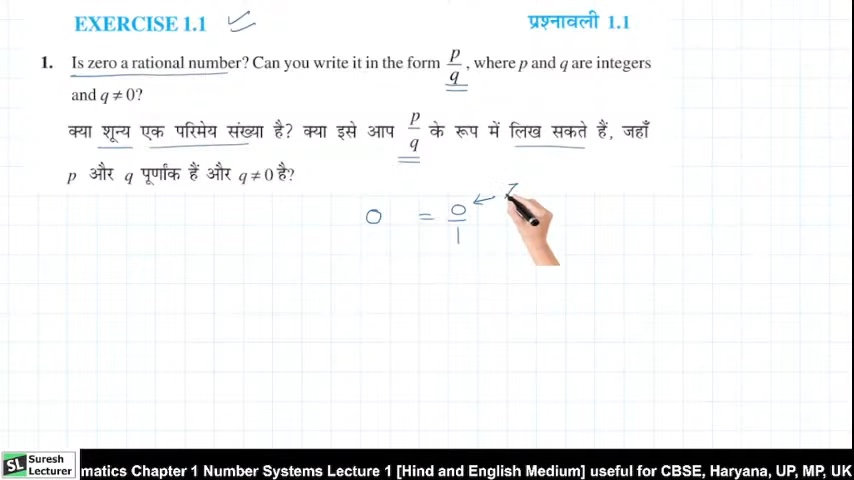 EXERCISE 1.1 प्रश्नावली 1.1
1. Is zero a rational number? Can you write it in the form p/q, where p and q are integers
and q ≠ 0?
क्या शून्य एक परिमेय संख्या है? क्या इसे आप p/q के रूप में लिख सकते हैं, जहाँ
p और q पूर्णांक हैं और q ≠ 0 है?
0 = 0/1 ←
SL Suresh Lecturer
matics Chapter 1 Number Systems Lecture 1 [Hind and English Medium] useful for CBSE, Haryana, UP, MP, UK